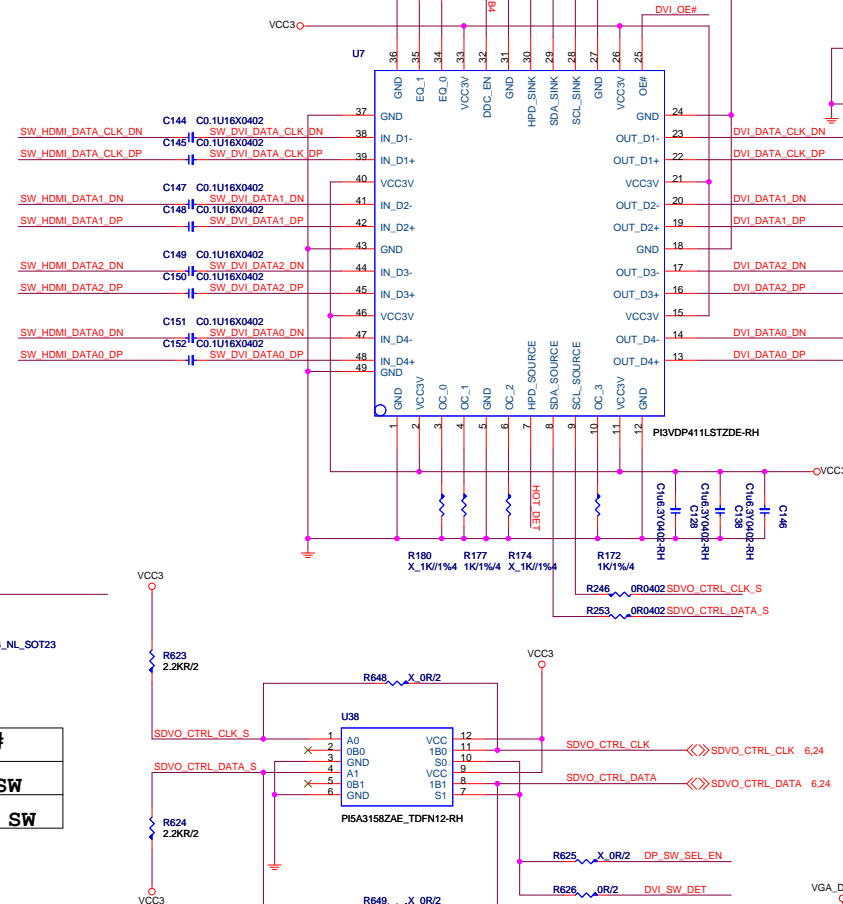 DVI_OE#
B4
VCC3
U7
36 35 34 33 32 31 30 29 28 27 26 25
GND EQ_1 EQ_0 VCC3V DDC_EN GND HPD_SINK SDA_SINK SCL_SINK GND VCC3V OE#
37 GND 24
C144 C0.1U16X0402
SW_HDMI_DATA_CLK_DN SW_DVI_DATA_CLK_DN 38 IN_D1- OUT_D1- 23 DVI_DATA_CLK_DN
C145 C0.1U16X0402
SW_HDMI_DATA_CLK_DP SW_DVI_DATA_CLK_DP 39 IN_D1+ OUT_D1+ 22 DVI_DATA_CLK_DP
40 VCC3V VCC3V 21
C147 C0.1U16X0402
SW_HDMI_DATA1_DN SW_DVI_DATA1_DN 41 IN_D2- OUT_D2- 20 DVI_DATA1_DN
C148 C0.1U16X0402
SW_HDMI_DATA1_DP SW_DVI_DATA1_DP 42 IN_D2+ OUT_D2+ 19 DVI_DATA1_DP
43 GND GND 18
C149 C0.1U16X0402
SW_HDMI_DATA2_DN SW_DVI_DATA2_DN 44 IN_D3- OUT_D3- 17 DVI_DATA2_DN
C150 C0.1U16X0402
SW_HDMI_DATA2_DP SW_DVI_DATA2_DP 45 IN_D3+ OUT_D3+ 16 DVI_DATA2_DP
46 VCC3V VCC3V 15
C151 C0.1U16X0402
SW_HDMI_DATA0_DN SW_DVI_DATA0_DN 47 IN_D4- OUT_D4- 14 DVI_DATA0_DN
C152 C0.1U16X0402
SW_HDMI_DATA0_DP SW_DVI_DATA0_DP 48 IN_D4+ OUT_D4+ 13 DVI_DATA0_DP
49 GND
GND VCC3V OC_0 OC_1 GND OC_2 HPD_SOURCE SDA_SOURCE SCL_SOURCE OC_3 VCC3V GND
1 2 3 4 5 6 7 8 9 10 11 12
PI3VDP411LSTZDE-RH
VCC3
HOT_DET
C1u6.3Y0402-RH C128
C1u6.3Y0402-RH C138
C1u6.3Y0402-RH C146
R180 R177 R174 R172
X_1K//1%4 1K/1%/4 X_1K//1%4 1K/1%/4
R246 0R0402 SDVO_CTRL_CLK_S
R253 0R0402 SDVO_CTRL_DATA_S
VCC3
_NL_SOT23
R623
2.2KR/2
VCC3
R648 X_0R/2
U38
SDVO_CTRL_CLK_S 1 A0 VCC 12
2 0B0 1B0 11 SDVO_CTRL_CLK SDVO_CTRL_CLK 6,24
3 GND S0 10
SDVO_CTRL_DATA_S 4 A1 VCC 9
5 0B1 1B1 8 SDVO_CTRL_DATA SDVO_CTRL_DATA 6,24
6 GND S1 7
PI5A3158ZAE_TDFN12-RH
#
SW
SW
R624
2.2KR/2
VCC3
R625 X_0R/2 DP_SW_SEL_EN
R626 0R/2 DVI_SW_DET
R649 X_0R/2
VGA_D